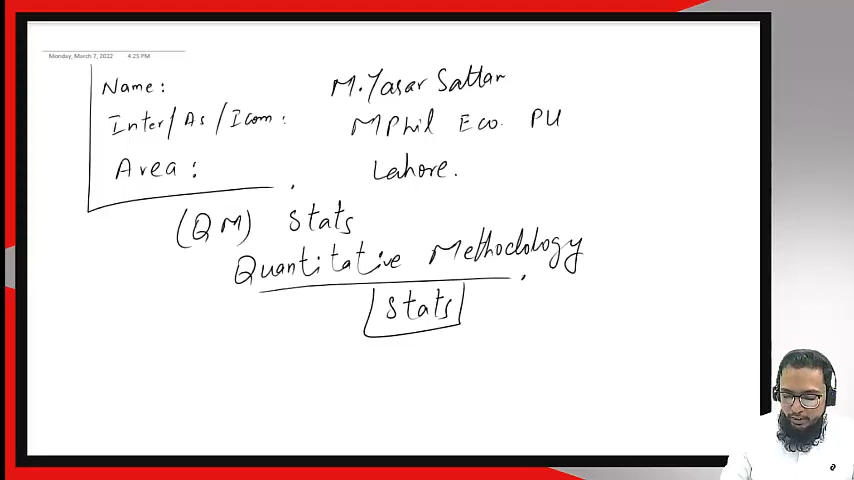 Monday, March 7, 2022 4:25 PM
Name: M. Yasar Sattar
Inter/As/Icom: MPhil Eco. PU
Area: Lahore.
(QM) Stats
Quantitative Methodology
Stats